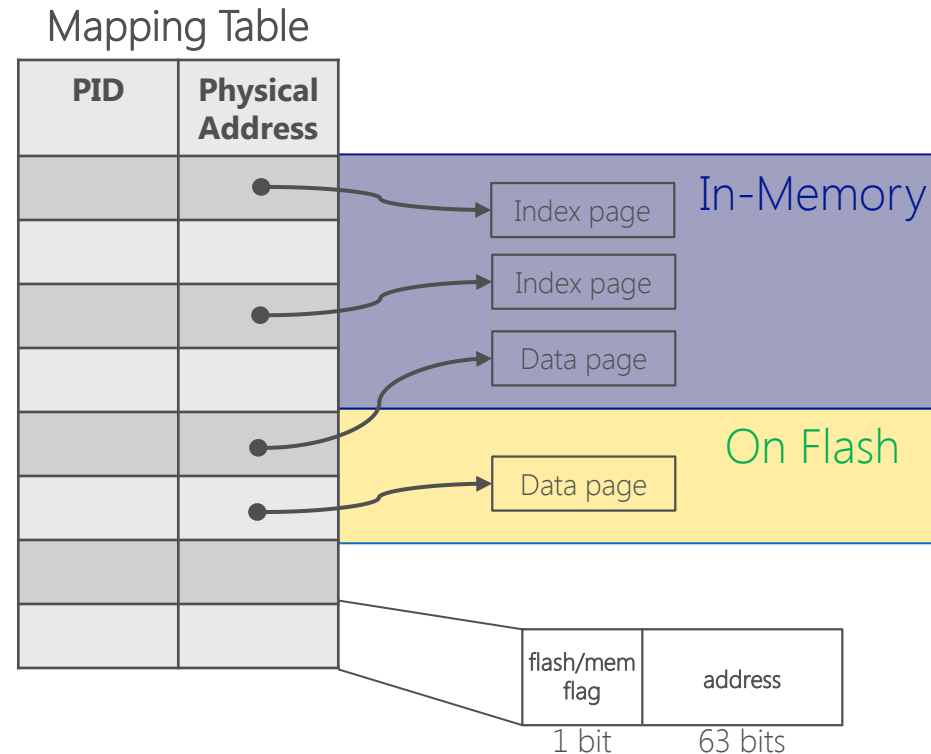 Mapping Table
PID
Physical
Address
In-Memory
Index page
Index page
Data page
On Flash
Data page
flash/mem
flag
address
1 bit
63 bits